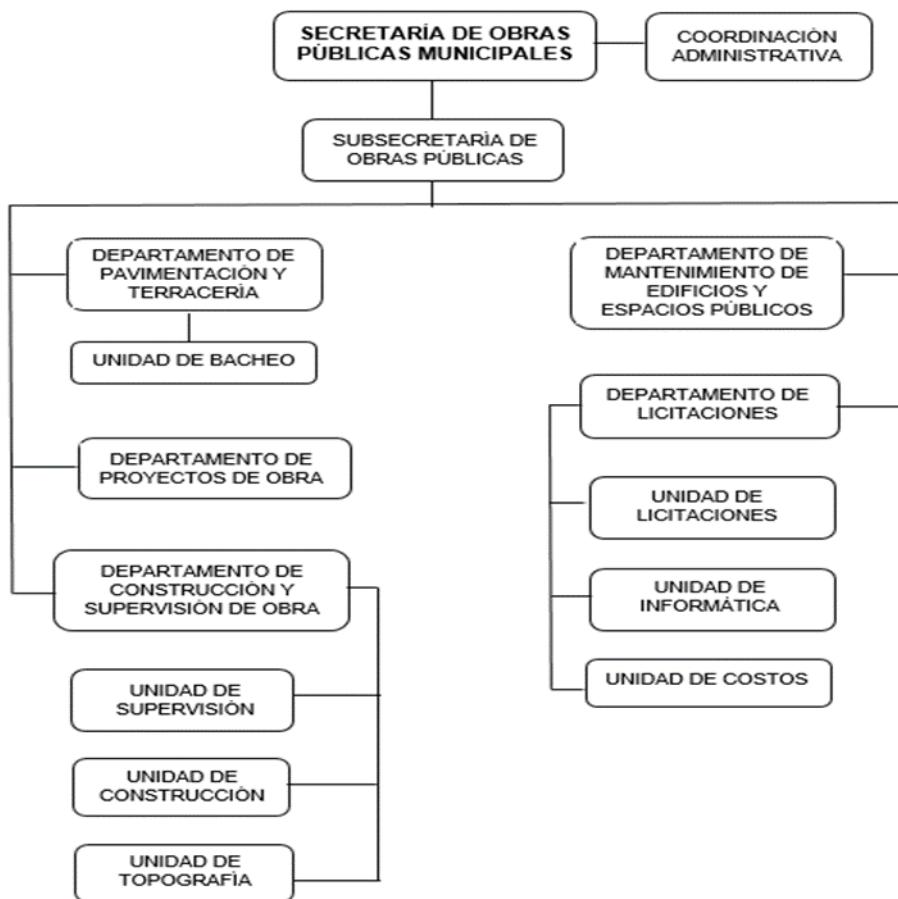 SECRETARÍA DE OBRAS
PÚBLICAS MUNICIPALES
COORDINACIÓN
ADMINISTRATIVA
SUBSECRETARÌA DE
OBRAS PÚBLICAS
DEPARTAMENTO DE
PAVIMENTACIÓN Y
TERRACERÍA
UNIDAD DE BACHEO
DEPARTAMENTO DE
PROYECTOS DE OBRA
DEPARTAMENTO DE
CONSTRUCCIÓN Y
SUPERVISIÒN DE OBRA
UNIDAD DE
SUPERVISIÓN
UNIDAD DE
CONSTRUCCIÓN
UNIDAD DE
TOPOGRAFÌA
DEPARTAMENTO DE
MANTENIMIENTO DE
EDIFICIOS Y
ESPACIOS PÚBLICOS
DEPARTAMENTO DE
LICITACIONES
UNIDAD DE
LICITACIONES
UNIDAD DE
INFORMÁTICA
UNIDAD DE COSTOS